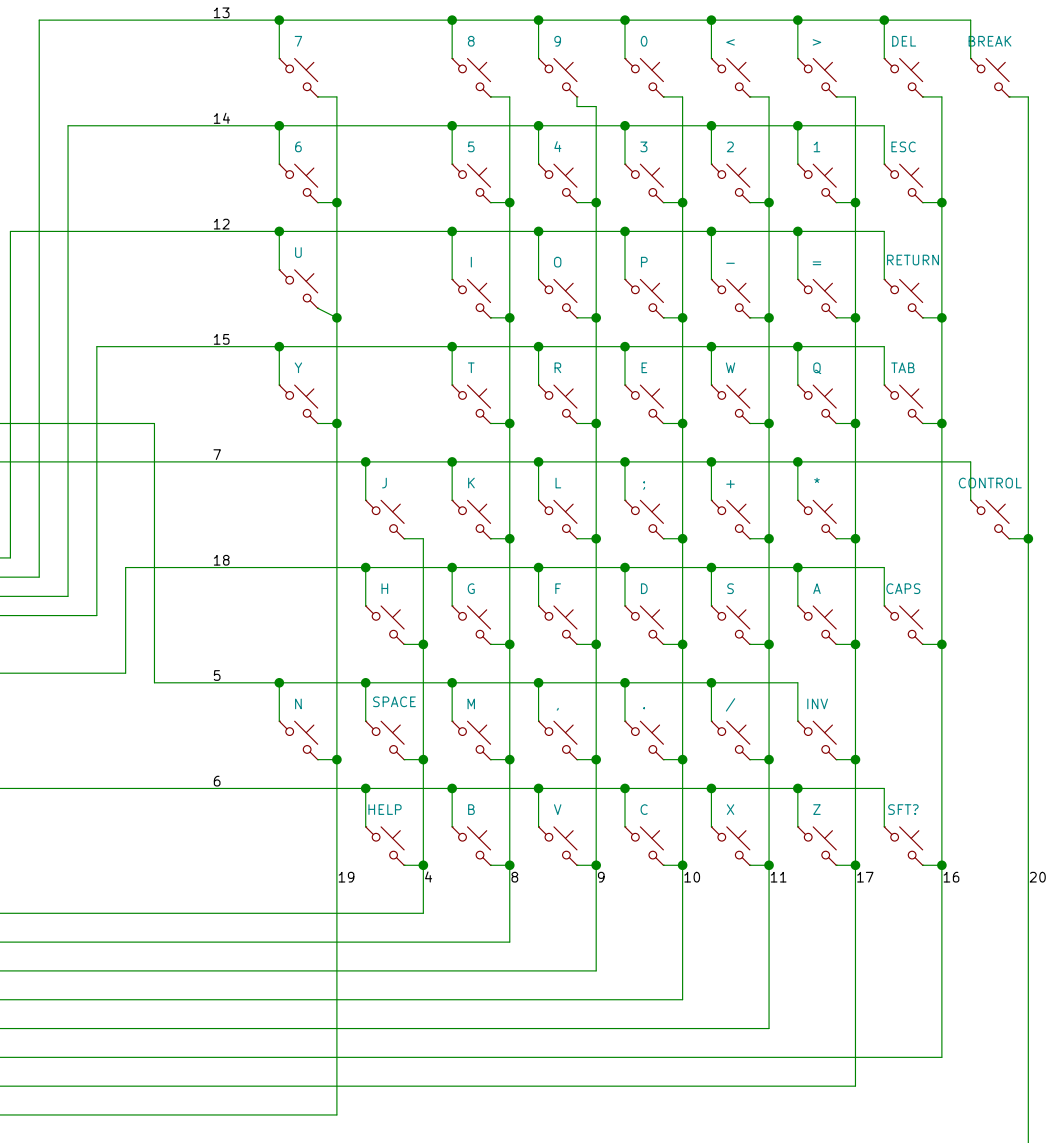 13
7 8 9 0 < > DEL BREAK
14
6 5 4 3 2 1 ESC
12
U I O P - = RETURN
15
Y T R E W Q TAB
7
J K L ; + * CONTROL
18
H G F D S A CAPS
5
N SPACE M , . / INV
6
HELP B V C X Z SFT?
19 4 8 9 10 11 17 16 20